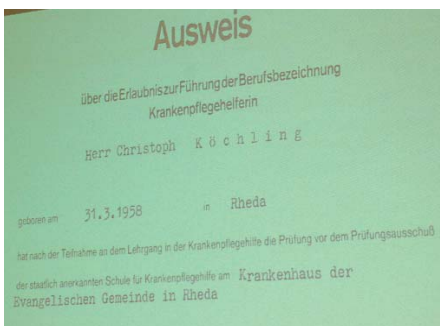 Ausweis
über die Erlaubnis zur Führung der Berufsbezeichnung
Krankenpflegehelferin
Herr Christoph Köchling
geboren am 31.3.1958 in Rheda
hat nach der Teilnahme an dem Lehrgang in der Krankenpflegehilfe die Prüfung vor dem Prüfungsausschuß
der staatlich anerkannten Schule für Krankenpflegehilfe am Krankenhaus der
Evangelischen Gemeinde in Rheda